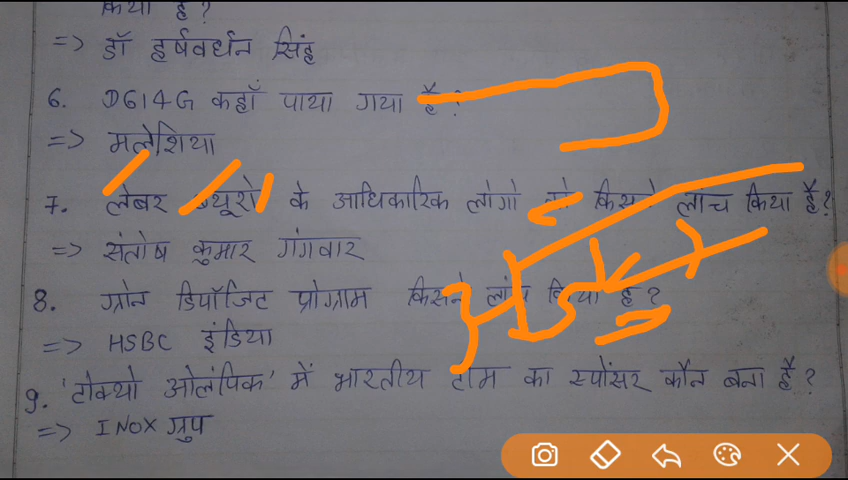 किया है?
=> डॉ हर्षवर्धन सिंह
6. D614G कहाँ पाया गया है?
=> मलेशिया
7. लेबर ब्यूरो के आधिकारिक लोगो को किसने लांच किया है?
=> संतोष कुमार गंगवार
8. ग्रीन डिपॉजिट प्रोग्राम किसने लांच किया है?
=> HSBC इंडिया
9. 'टोक्यो ओलंपिक' में भारतीय टीम का स्पोंसर कौन बना है?
=> INOX ग्रुप